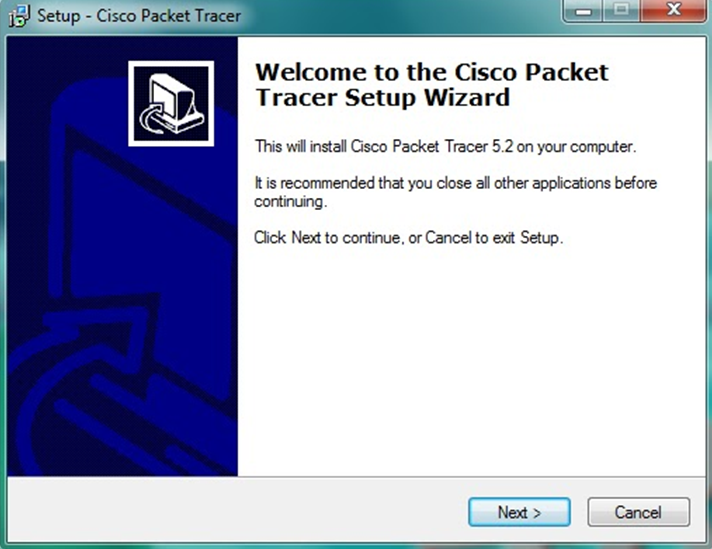 Setup - Cisco Packet Tracer
Welcome to the Cisco Packet
Tracer Setup Wizard
This will install Cisco Packet Tracer 5.2 on your computer.
It is recommended that you close all other applications before
continuing.
Click Next to continue, or Cancel to exit Setup.
Next >
Cancel